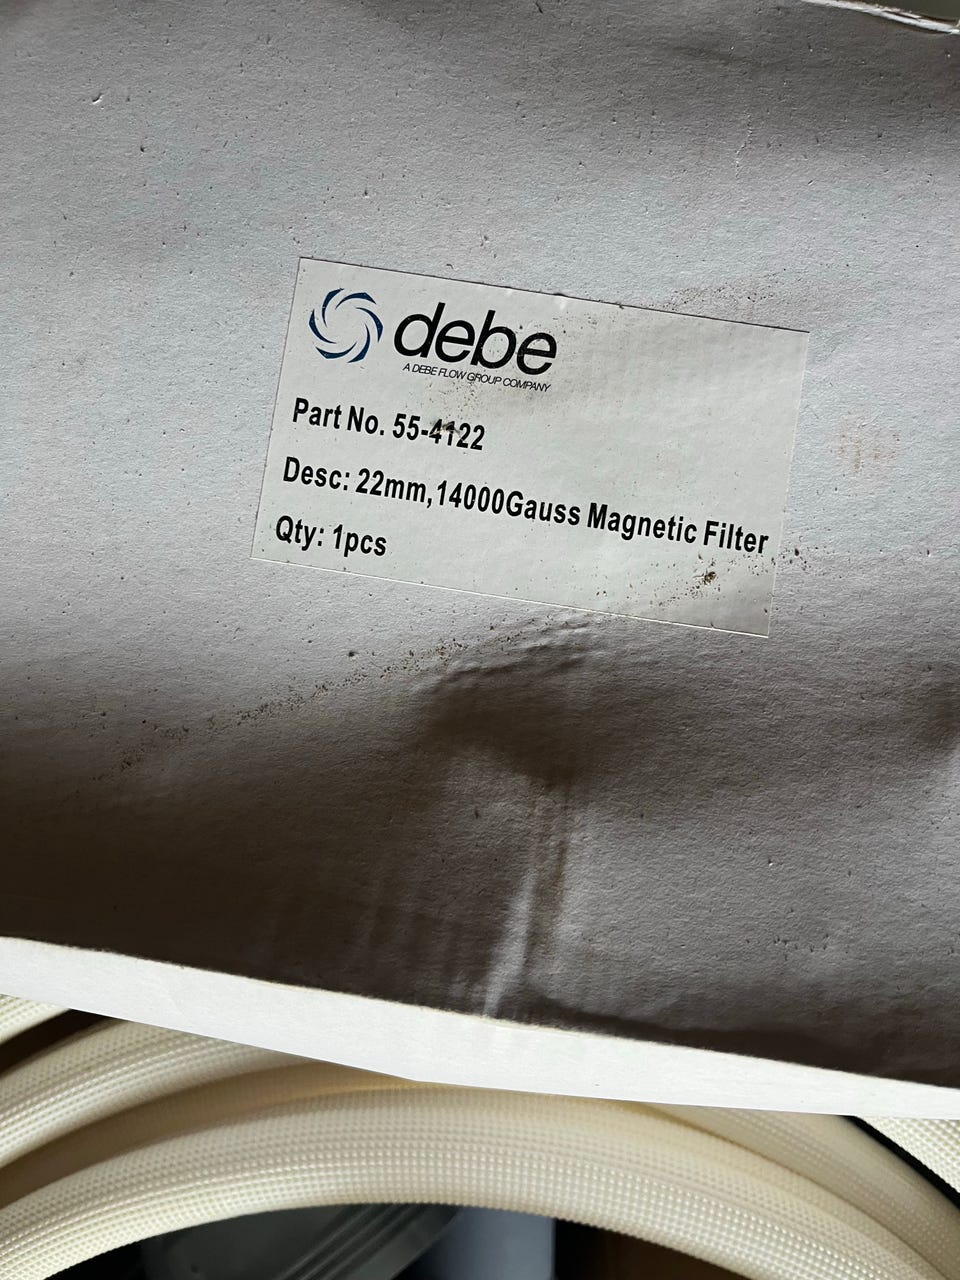 debe
A DEBE FLOW GROUP COMPANY
Part No. 55-4122
Desc: 22mm,14000Gauss Magnetic Filter
Qty: 1pcs